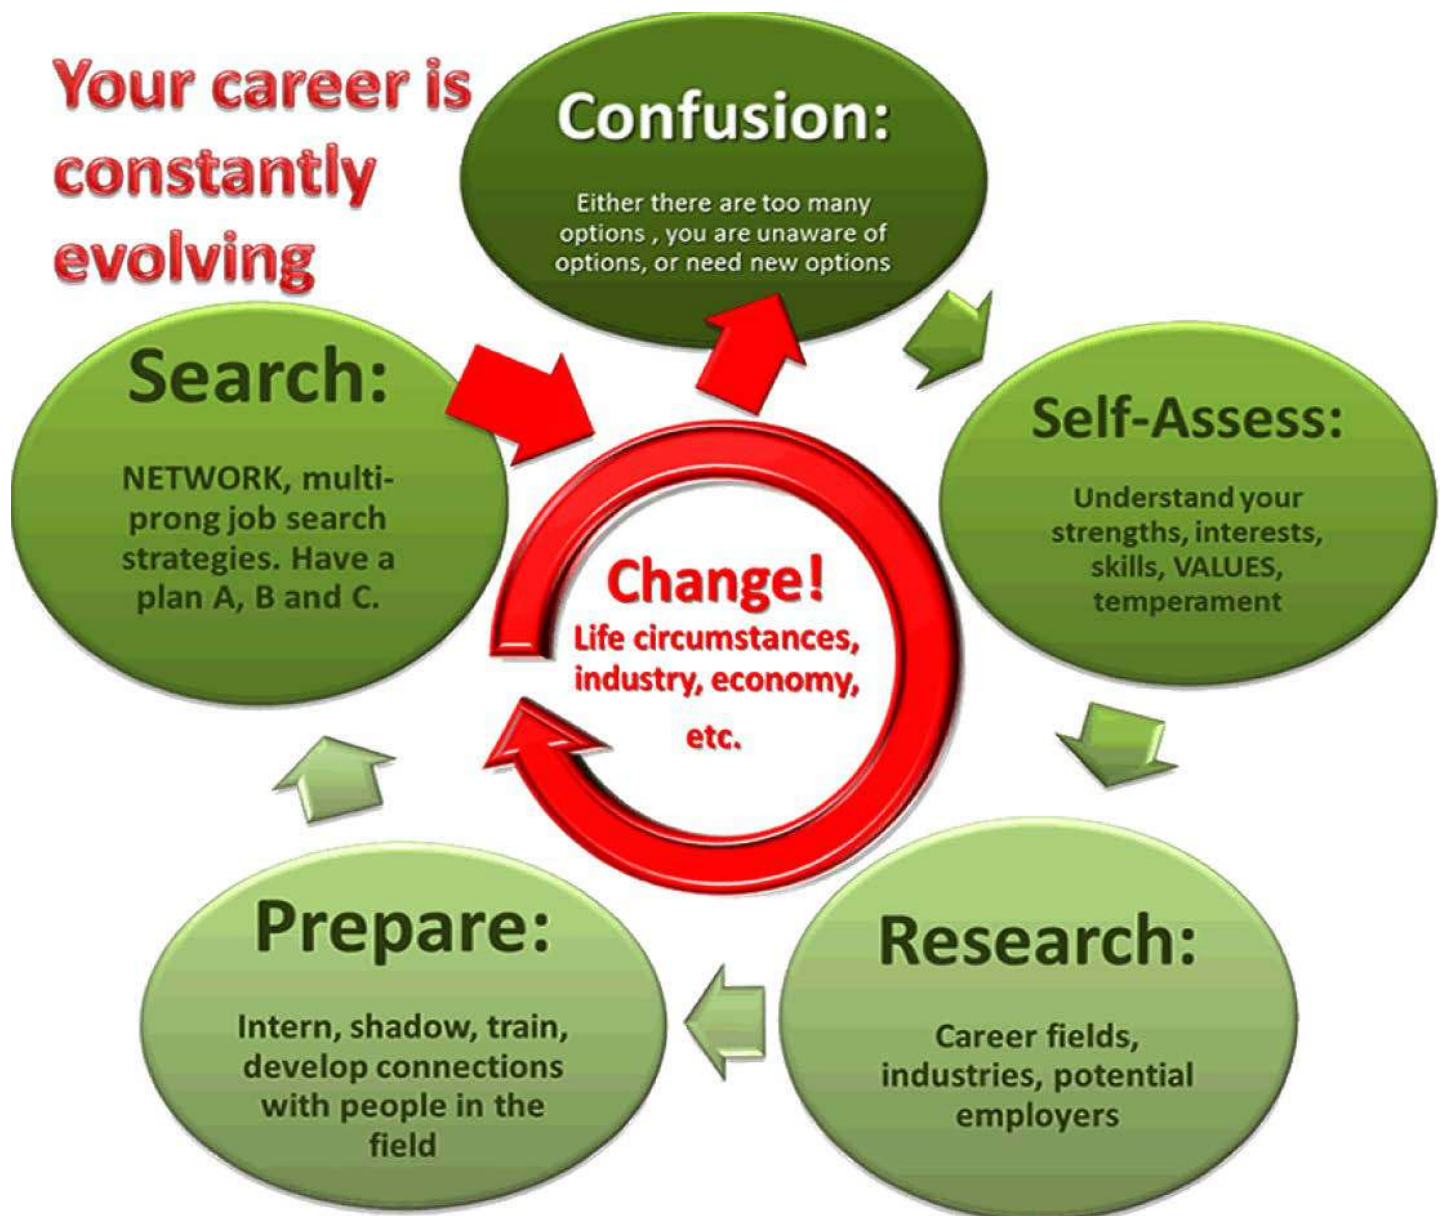 Your career is
constantly
evolving
Confusion:
Either there are too many
options , you are unaware of
options, or need new options
Self-Assess:
Understand your
strengths, interests,
skills, VALUES,
temperament
Research:
Career fields,
industries, potential
employers
Prepare:
Intern, shadow, train,
develop connections
with people in the
field
Search:
NETWORK, multi-
prong job search
strategies. Have a
plan A, B and C.
Change!
Life circumstances,
industry, economy,
etc.